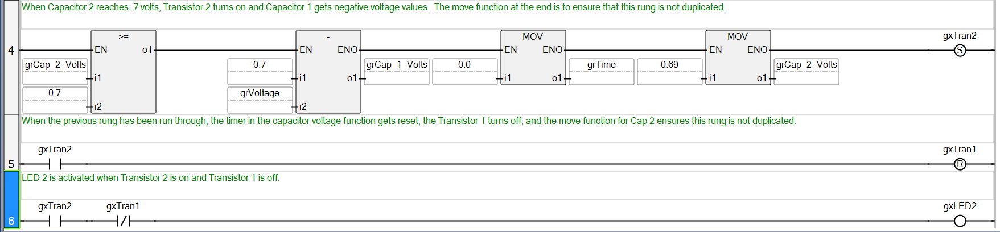 When Capacitor 2 reaches .7 volts, Transistor 2 turns on and Capacitor 1 gets negative voltage values.  The move function at the end is to ensure that this rung is not duplicated.
>= - MOV MOV gxTran2
4 EN o1 EN ENO EN ENO EN ENO S
grCap_2_Volts 0.7 grCap_1_Volts 0.0 grTime 0.69 grCap_2_Volts
i1 i1 o1 i1 o1 i1 o1
0.7 grVoltage
i2 i2
When the previous rung has been run through, the timer in the capacitor voltage function gets reset, the Transistor 1 turns off, and the move function for Cap 2 ensures this rung is not duplicated.
gxTran2 gxTran1
5 R
LED 2 is activated when Transistor 2 is on and Transistor 1 is off.
gxTran2 gxTran1 gxLED2
6